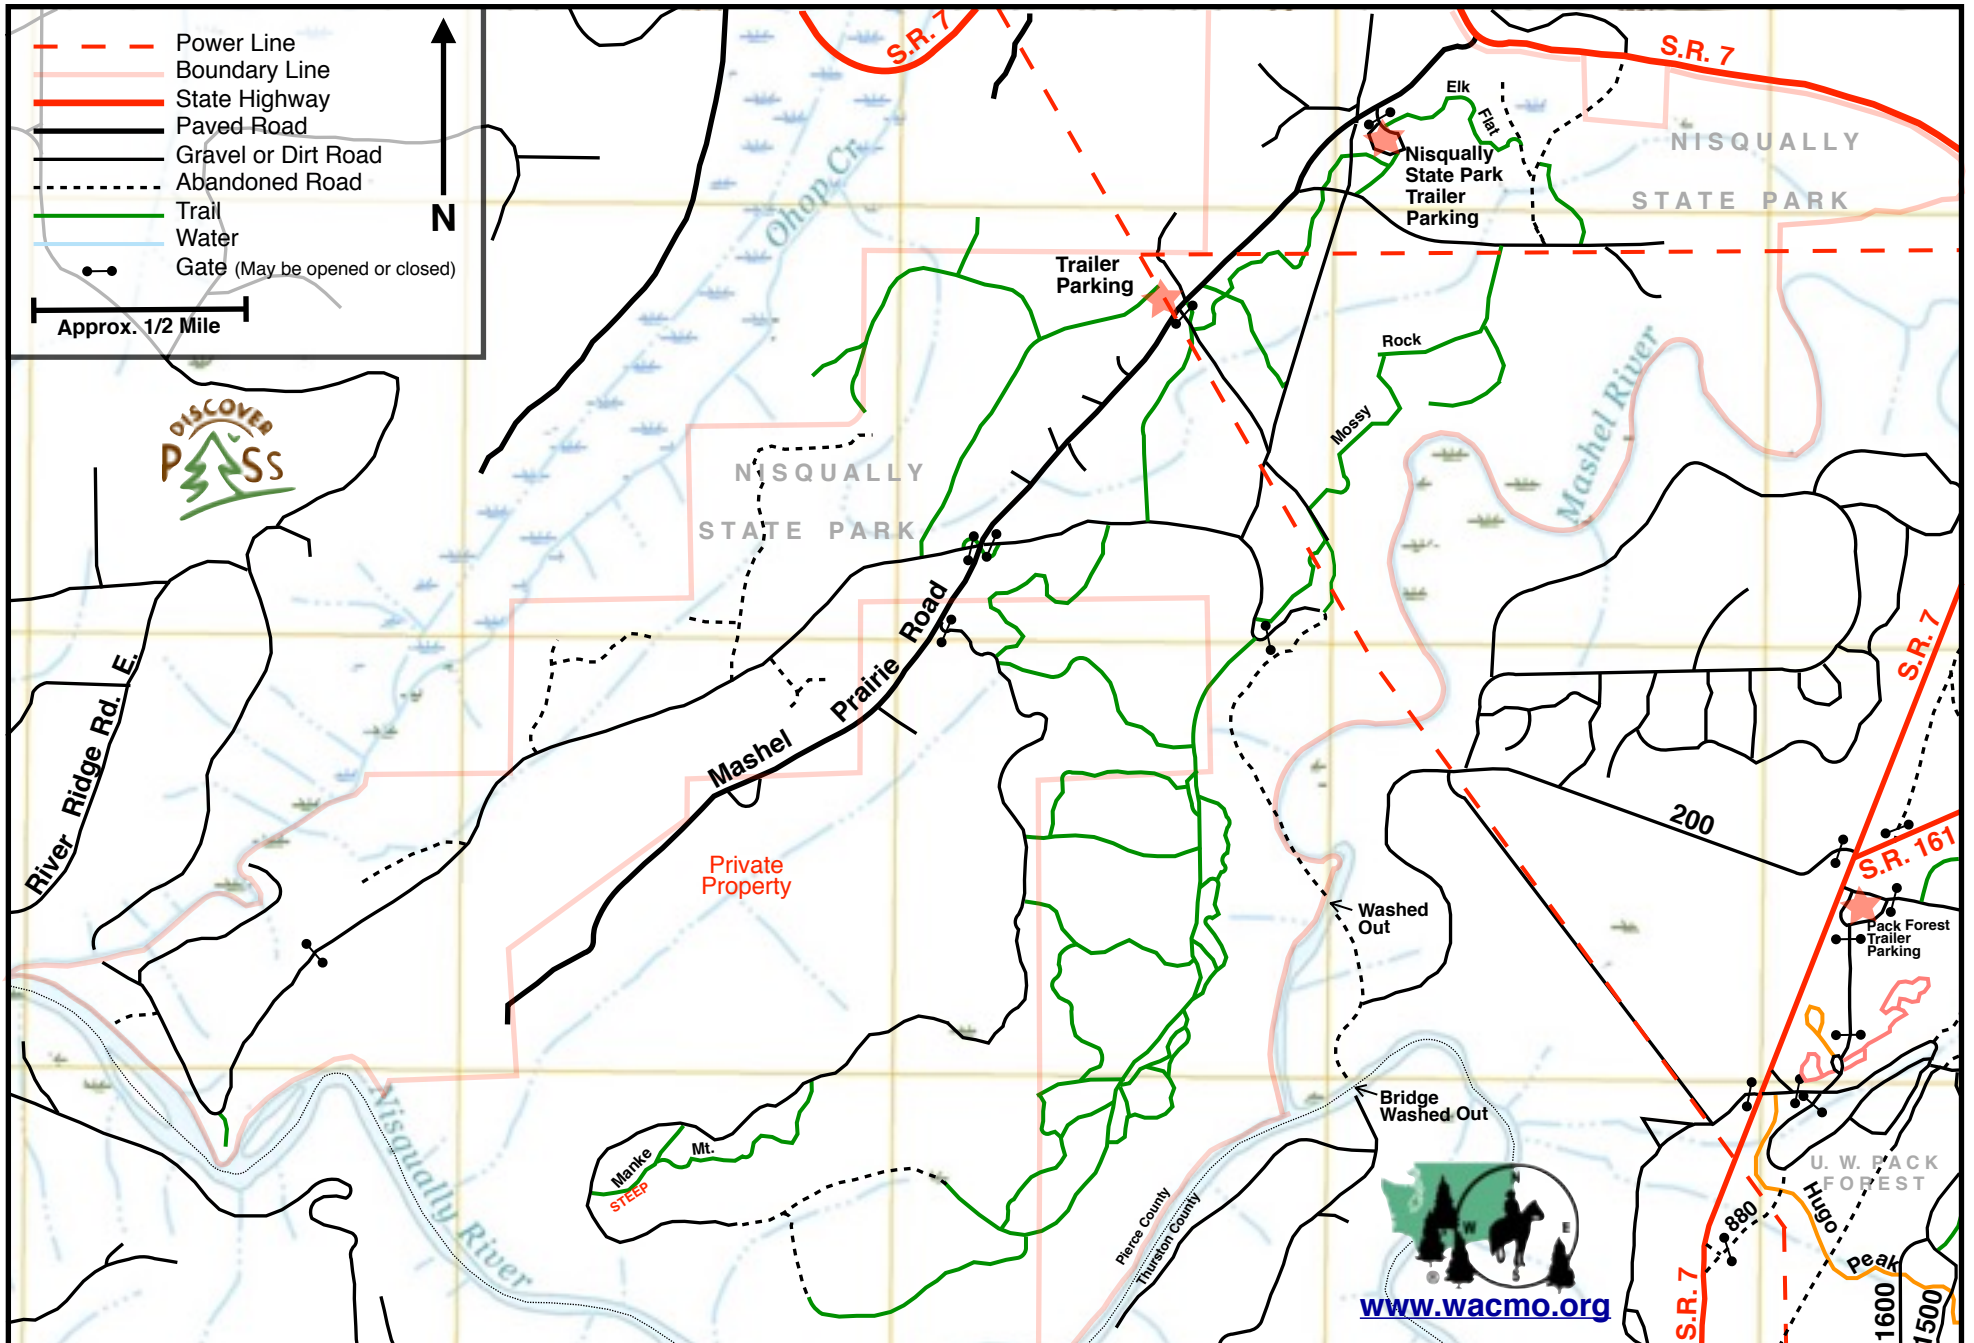 Power Line
Boundary Line
State Highway
Paved Road
Gravel or Dirt Road
Abandoned Road
Trail
Water
Gate (May be opened or closed)
Approx. 1/2 Mile
N
S.R. 7
S.R. 7
Elk
Flat
NISQUALLY
STATE PARK
Nisqually
State Park
Trailer
Parking
Ohop Cr.
Trailer
Parking
Rock
Mossy
Mashel River
DISCOVER
PASS
NISQUALLY
STATE PARK
Mashel Prairie Road
River Ridge Rd. E.
S.R. 7
200
S.R. 161
Private
Property
Washed
Out
Pack Forest
Trailer
Parking
Bridge
Washed Out
Nisqually River
Manke
Mt.
STEEP
Pierce County
Thurston County
N
W
E
S
®
www.wacmo.org
U. W. PACK
FOREST
Hugo
Peak
880
S.R. 7
1600
1500